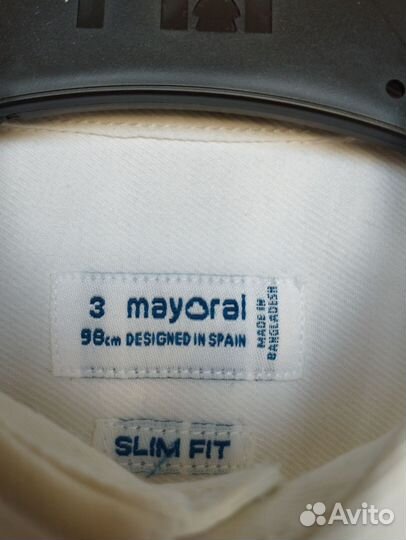 3 mayoral
98cm DESIGNED IN SPAIN
MADE IN
BANGLADESH
SLIM FIT
Avito